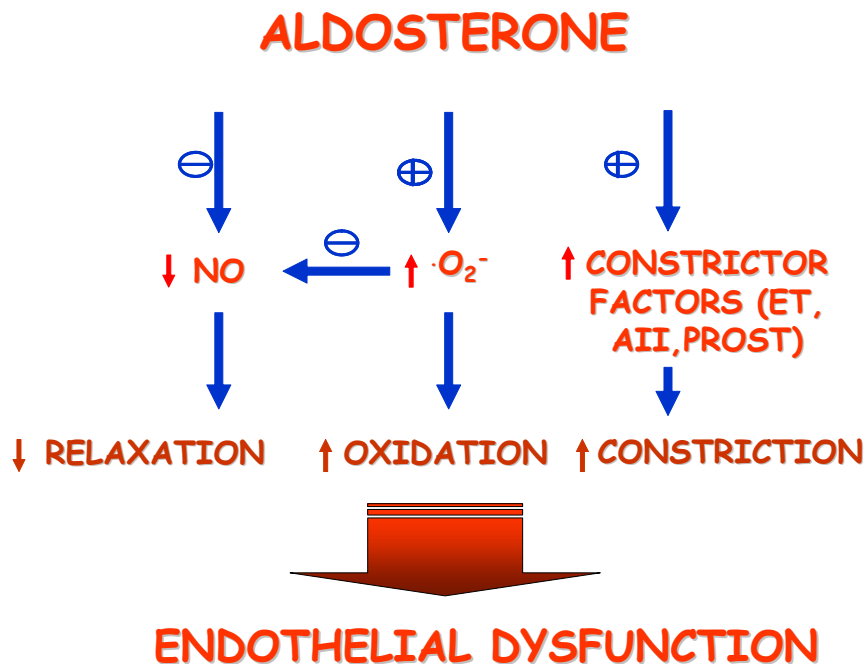 ALDOSTERONE
↓ NO
↑ ·O₂⁻
↑ CONSTRICTOR
FACTORS (ET,
AII,PROST)
↓ RELAXATION
↑ OXIDATION
↑ CONSTRICTION
ENDOTHELIAL DYSFUNCTION